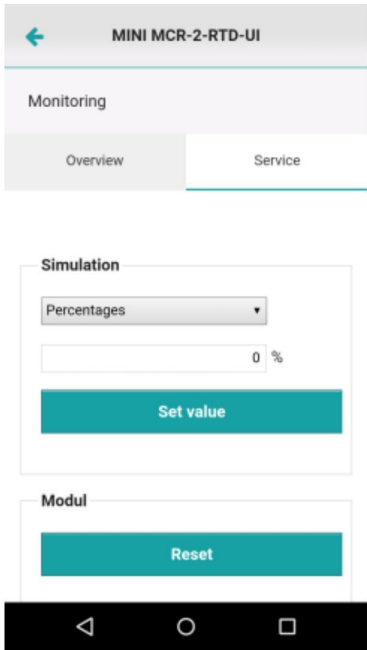 MINI MCR-2-RTD-UI
Monitoring
Overview Service
Simulation
Percentages
0 %
Set value
Modul
Reset